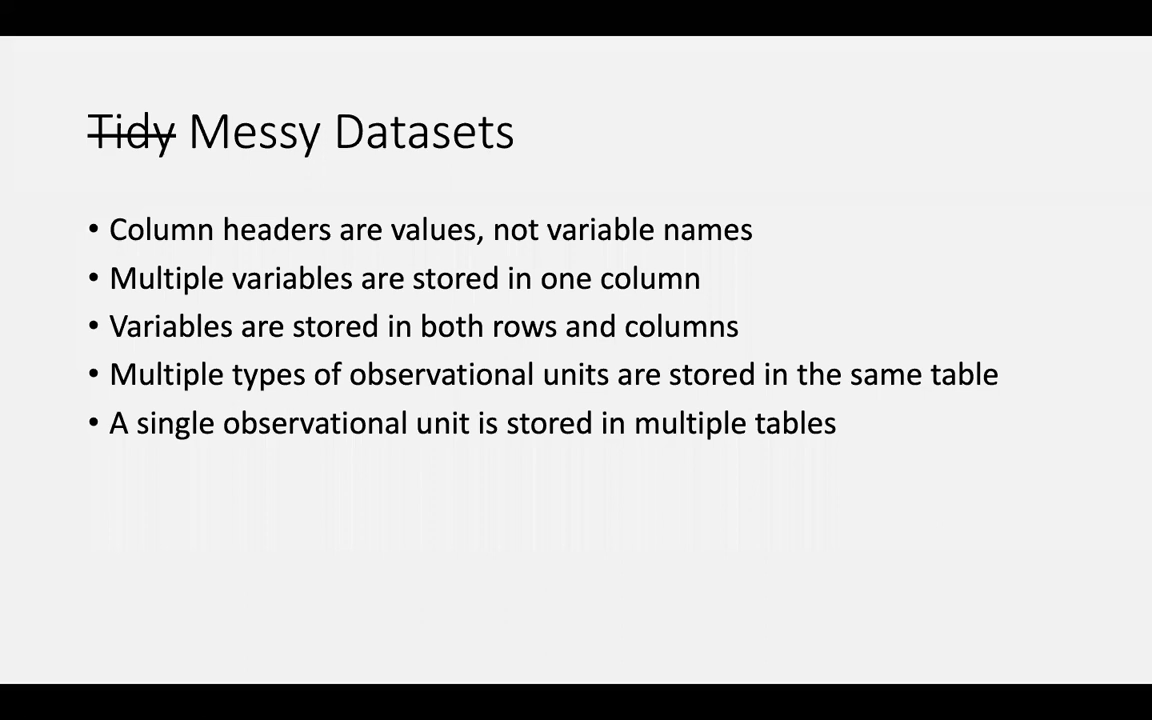 Tidy Messy Datasets
• Column headers are values, not variable names
• Multiple variables are stored in one column
• Variables are stored in both rows and columns
• Multiple types of observational units are stored in the same table
• A single observational unit is stored in multiple tables